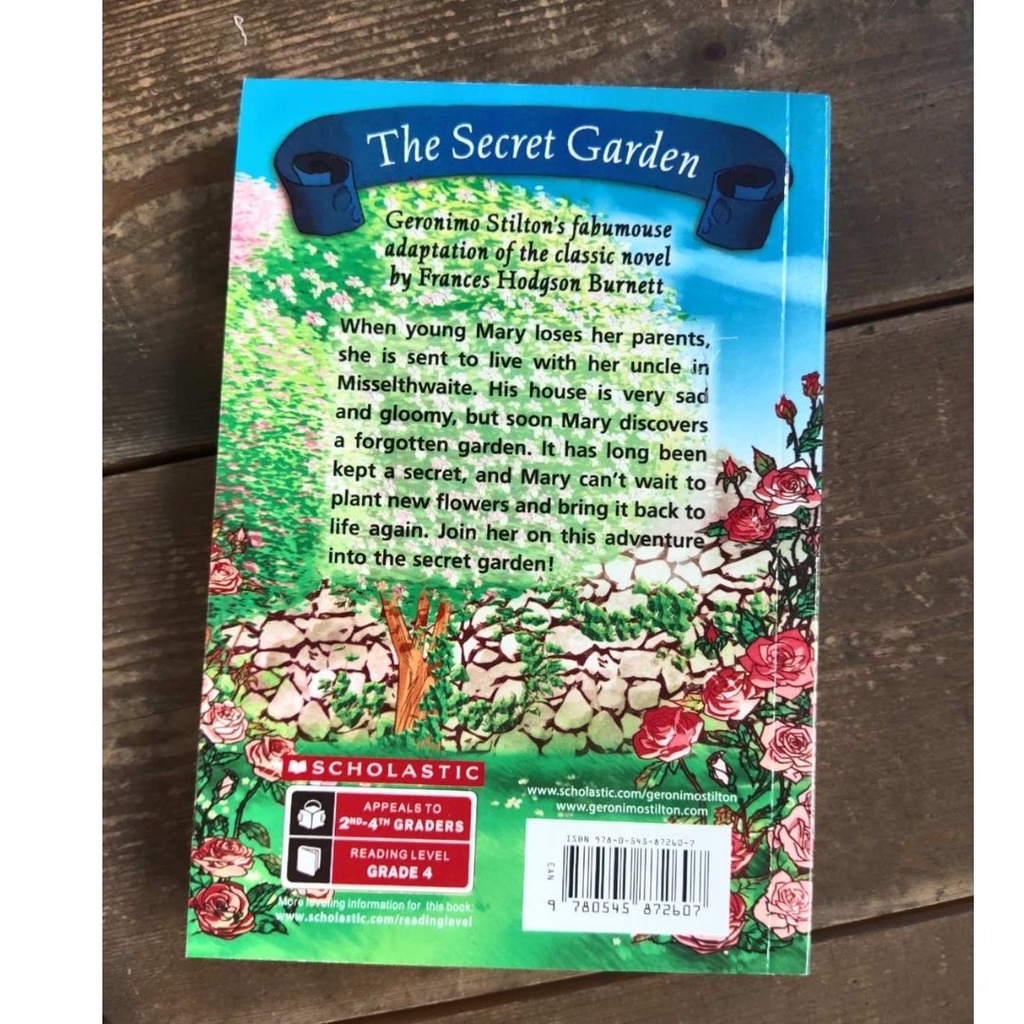 The Secret Garden
Geronimo Stilton's fabumouse
adaptation of the classic novel
by Frances Hodgson Burnett
When young Mary loses her parents,
she is sent to live with her uncle in
Misselthwaite. His house is very sad
and gloomy, but soon Mary discovers
a forgotten garden. It has long been
kept a secret, and Mary can't wait to
plant new flowers and bring it back to
life again. Join her on this adventure
into the secret garden!
SCHOLASTIC
APPEALS TO
2ND-4TH GRADERS
READING LEVEL
GRADE 4
More leveling information for this book:
www.scholastic.com/readinglevel
www.scholastic.com/geronimostilton
www.geronimostilton.com
ISBN 978-0-545-87260-7
EAN
9 780545 872607